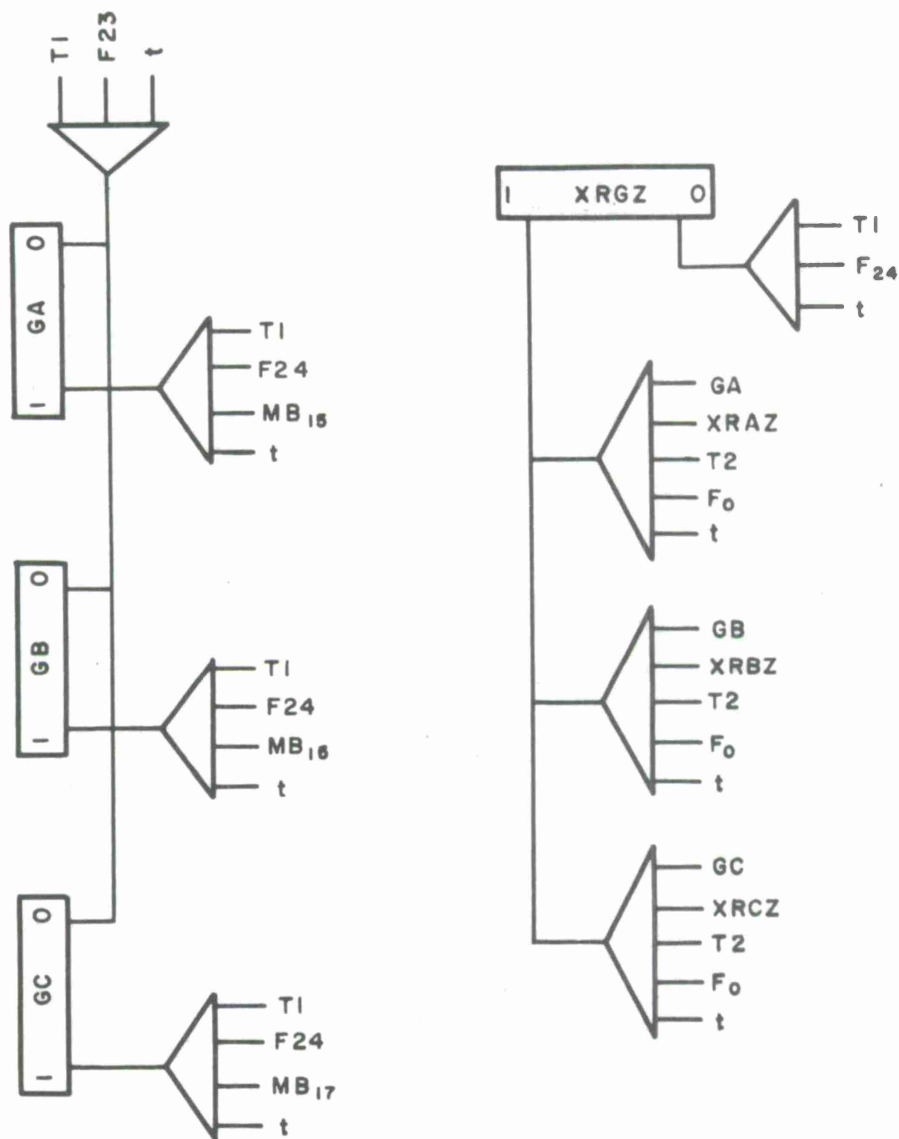 T1
F23
t
0
GA
1
T1
F24
MB15
t
0
GB
1
T1
F24
MB16
t
0
GC
1
T1
F24
MB17
t
1 XRGZ 0
T1
F24
t
GA
XRAZ
T2
F0
t
GB
XRBZ
T2
F0
t
GC
XRCZ
T2
F0
t